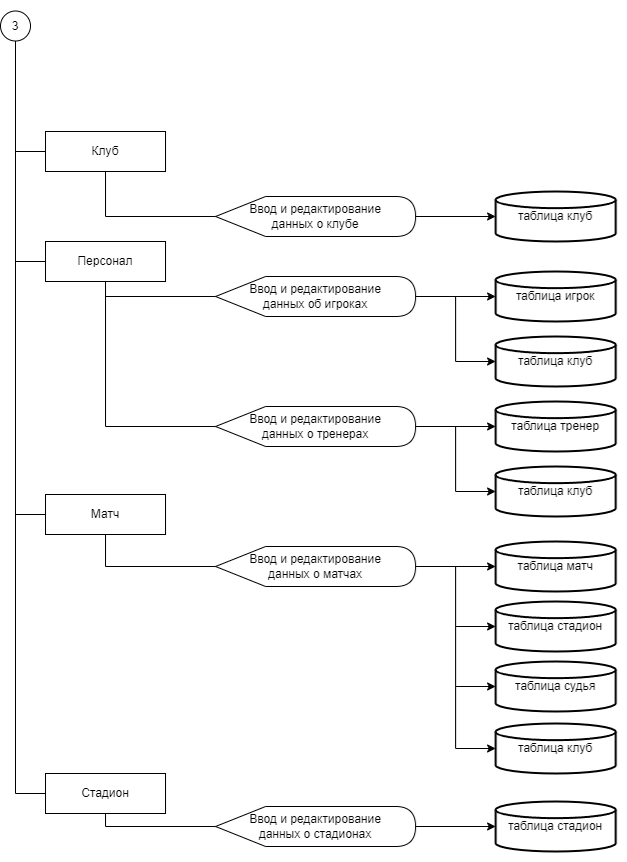 3
Клуб
Ввод и редактирование
данных о клубе
таблица клуб
Персонал
Ввод и редактирование
данных об игроках
таблица игрок
таблица клуб
Ввод и редактирование
данных о тренерах
таблица тренер
таблица клуб
Матч
Ввод и редактирование
данных о матчах
таблица матч
таблица стадион
таблица судья
таблица клуб
Стадион
Ввод и редактирование
данных о стадионах
таблица стадион